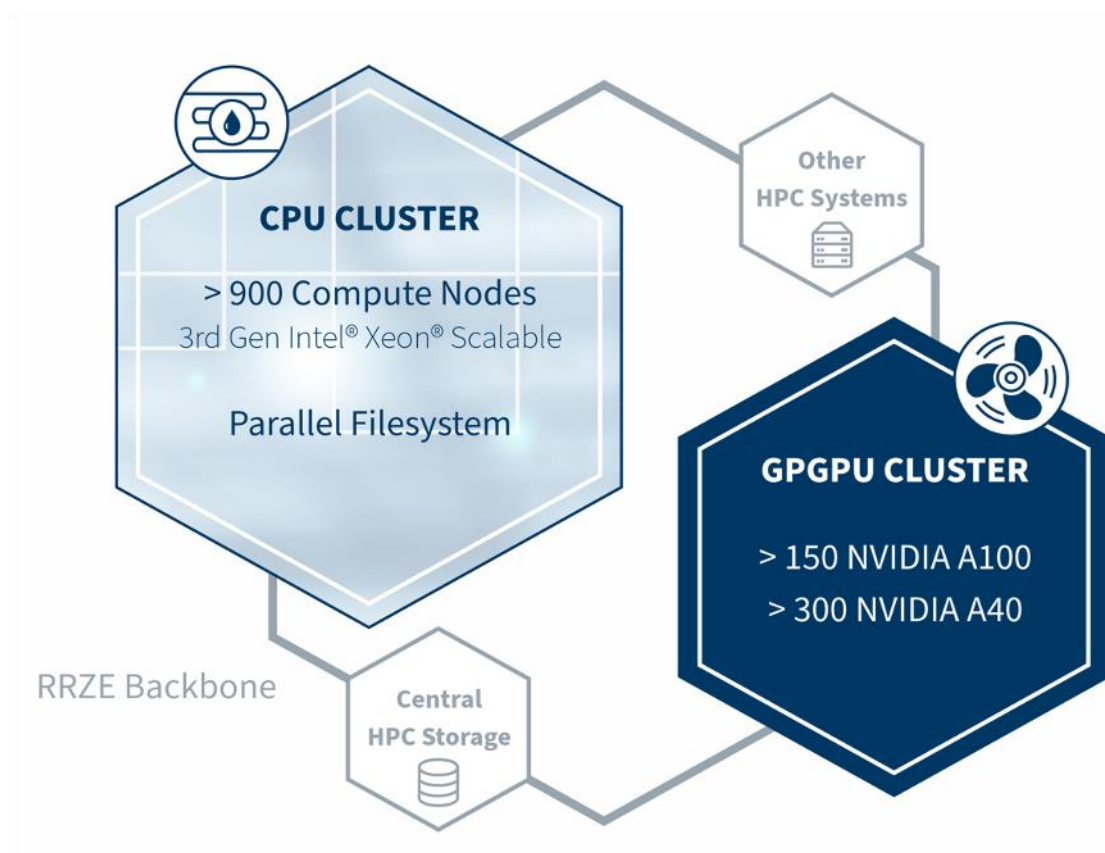 CPU CLUSTER
> 900 Compute Nodes
3rd Gen Intel® Xeon® Scalable
Parallel Filesystem
Other
HPC Systems
GPGPU CLUSTER
> 150 NVIDIA A100
> 300 NVIDIA A40
RRZE Backbone
Central
HPC Storage